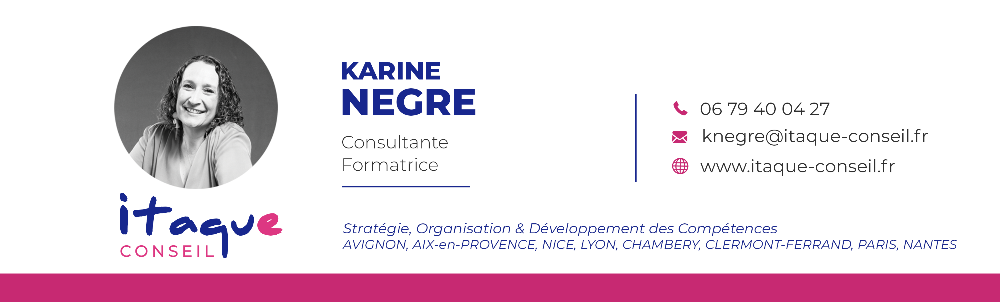 KARINE
NEGRE
Consultante
Formatrice
06 79 40 04 27
knegre@itaque-conseil.fr
www.itaque-conseil.fr
itaque
CONSEIL
Stratégie, Organisation & Développement des Compétences
AVIGNON, AIX-en-PROVENCE, NICE, LYON, CHAMBERY, CLERMONT-FERRAND, PARIS, NANTES